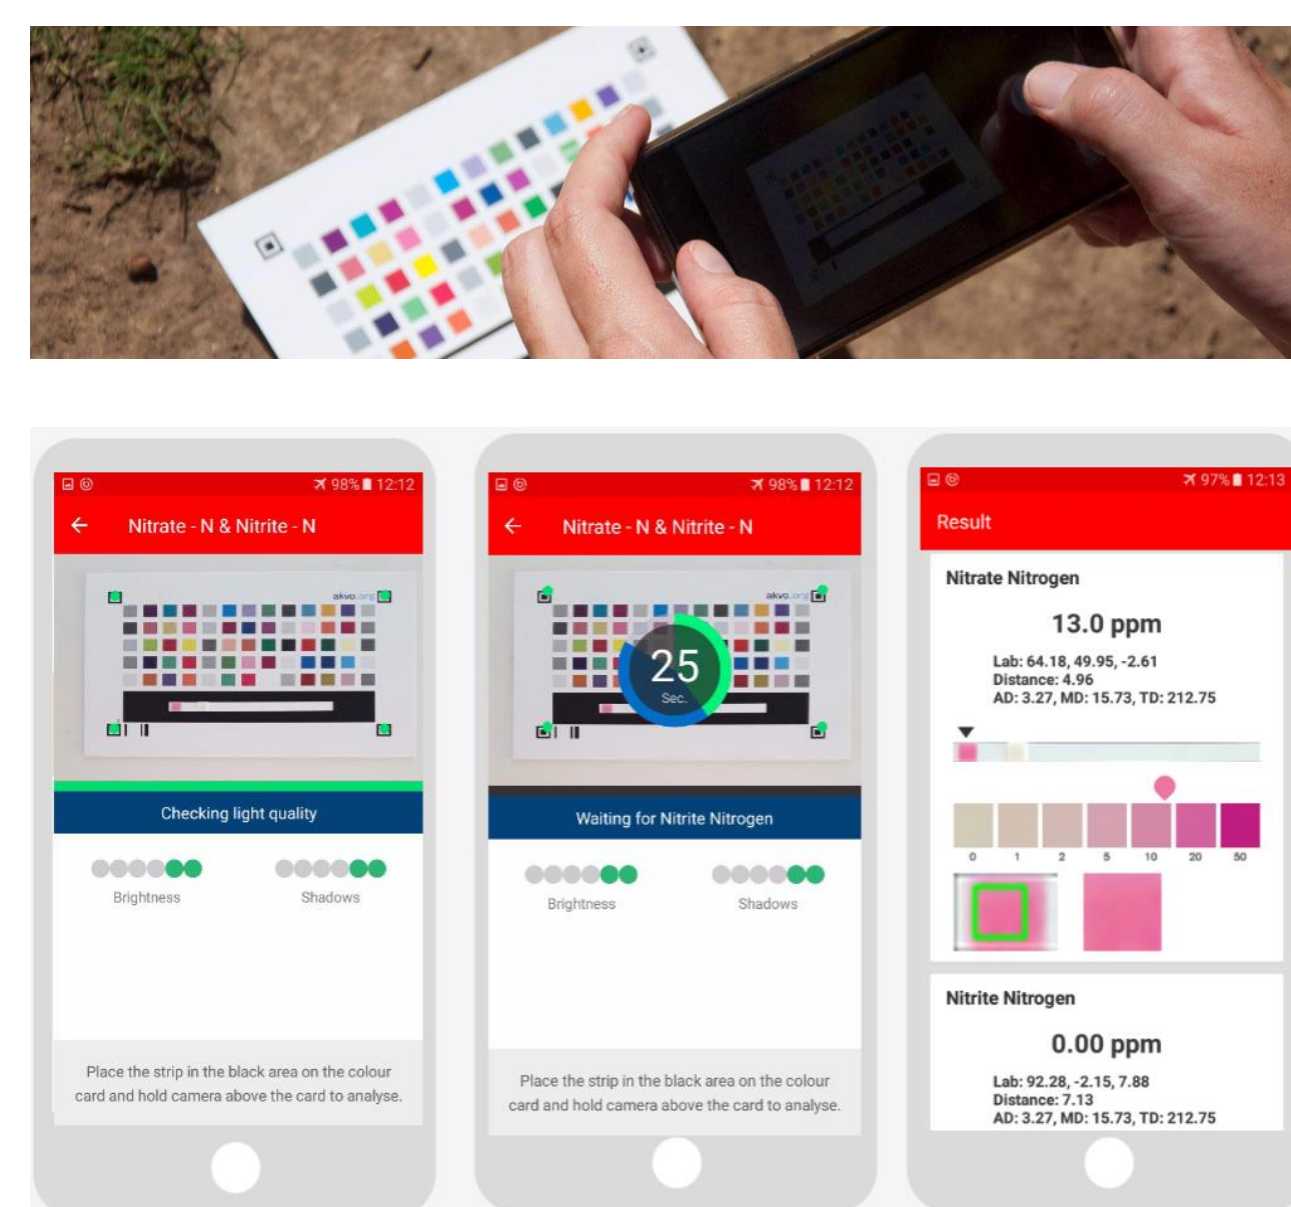 98% 12:12
Nitrate - N & Nitrite - N
akvo.org
Checking light quality
Brightness
Shadows
Place the strip in the black area on the colour
card and hold camera above the card to analyse.
98% 12:12
Nitrate - N & Nitrite - N
akvo.org
25
Sec.
Waiting for Nitrite Nitrogen
Brightness
Shadows
Place the strip in the black area on the colour
card and hold camera above the card to analyse.
97% 12:13
Result
Nitrate Nitrogen
13.0 ppm
Lab: 64.18, 49.95, -2.61
Distance: 4.96
AD: 3.27, MD: 15.73, TD: 212.75
0 1 2 5 10 20 50
Nitrite Nitrogen
0.00 ppm
Lab: 92.28, -2.15, 7.88
Distance: 7.13
AD: 3.27, MD: 15.73, TD: 212.75